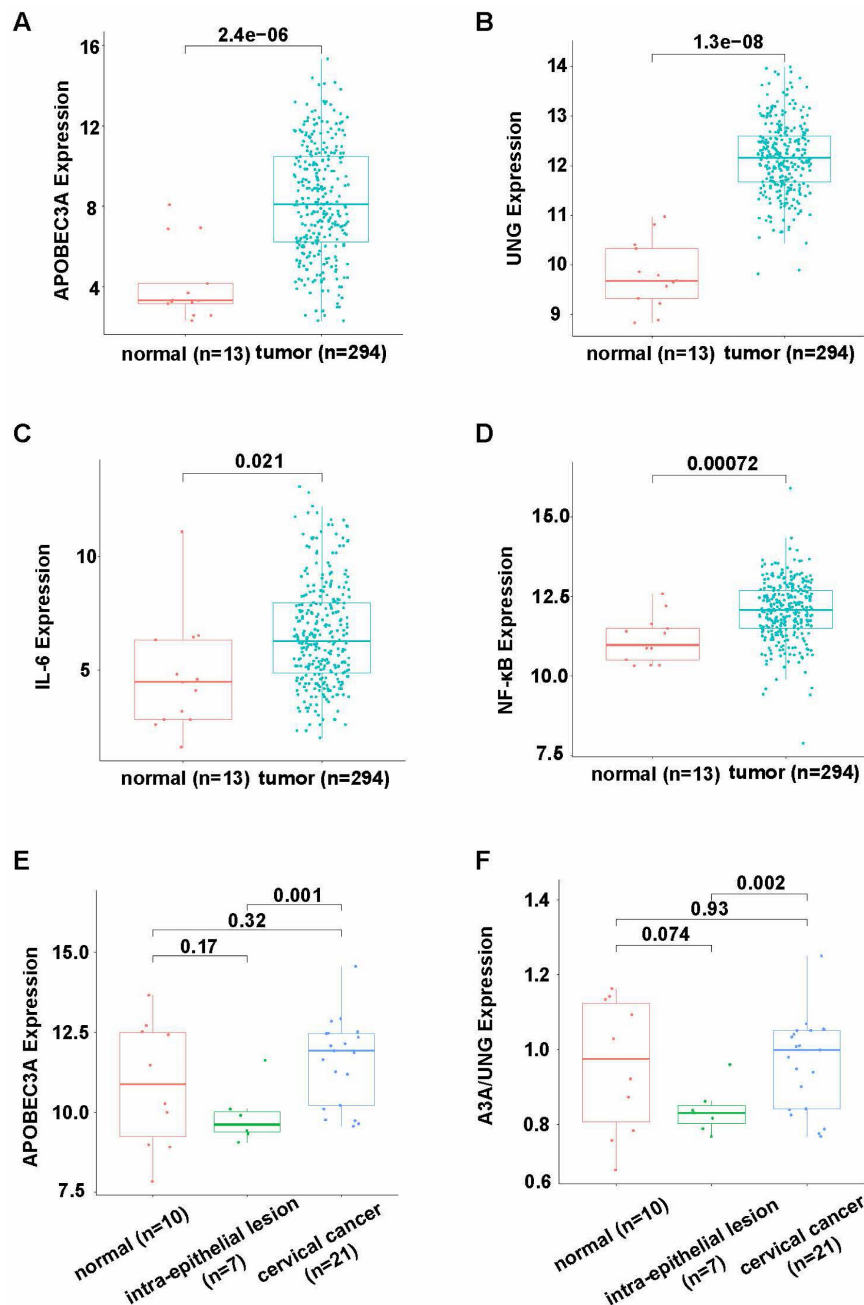 A
2.4e−06
APOBEC3A Expression
16
12
8
4
normal (n=13) tumor (n=294)
B
1.3e−08
UNG Expression
14
13
12
11
10
9
normal (n=13) tumor (n=294)
C
0.021
IL-6 Expression
10
5
normal (n=13) tumor (n=294)
D
0.00072
NF-κB Expression
15.0
12.5
10.0
7.5
normal (n=13) tumor (n=294)
E
0.001
0.32
0.17
APOBEC3A Expression
15.0
12.5
10.0
7.5
normal (n=10)
intra-epithelial lesion
(n=7)
cervical cancer
(n=21)
F
0.002
0.93
0.074
A3A/UNG Expression
1.4
1.2
1.0
0.8
0.6
normal (n=10)
intra-epithelial lesion
(n=7)
cervical cancer
(n=21)